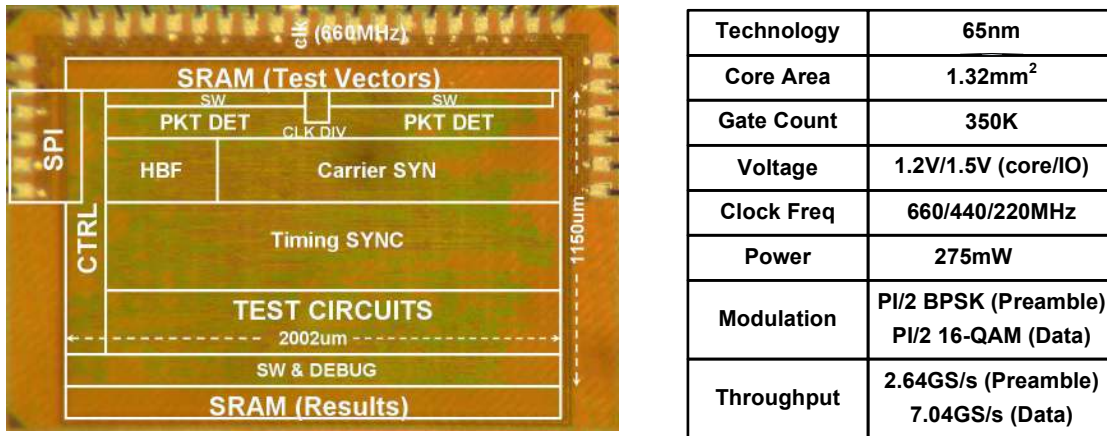 clk (660MHz)
SRAM (Test Vectors)
SW SW
PKT DET CLK DIV PKT DET
SPI
HBF Carrier SYN
CTRL
Timing SYNC
1150um
TEST CIRCUITS
2002um
SW & DEBUG
SRAM (Results)
Technology 65nm
Core Area 1.32mm²
Gate Count 350K
Voltage 1.2V/1.5V (core/IO)
Clock Freq 660/440/220MHz
Power 275mW
Modulation PI/2 BPSK (Preamble)
PI/2 16-QAM (Data)
Throughput 2.64GS/s (Preamble)
7.04GS/s (Data)